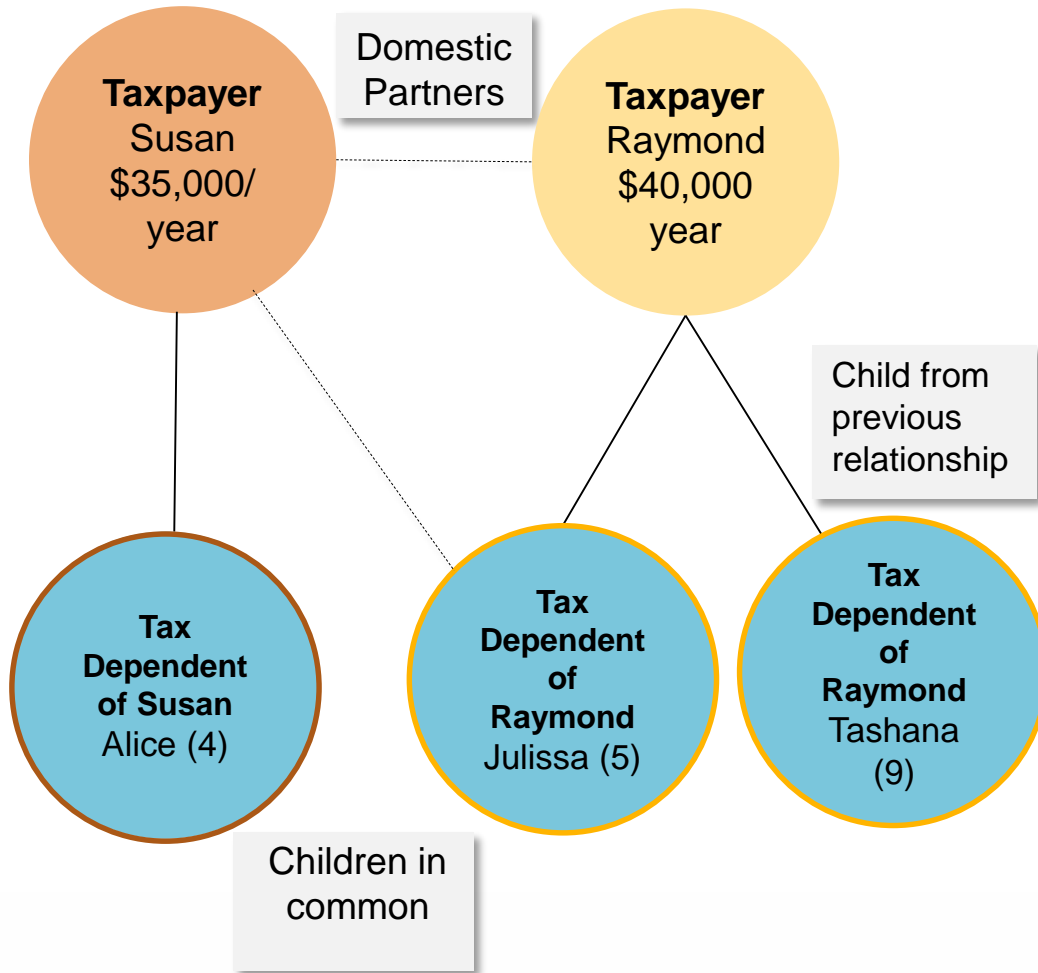 Domestic
Partners
Taxpayer
Susan
$35,000/
year
Taxpayer
Raymond
$40,000
year
Child from
previous
relationship
Tax
Dependent
of Susan
Alice (4)
Tax
Dependent
of
Raymond
Julissa (5)
Tax
Dependent
of
Raymond
Tashana
(9)
Children in
common